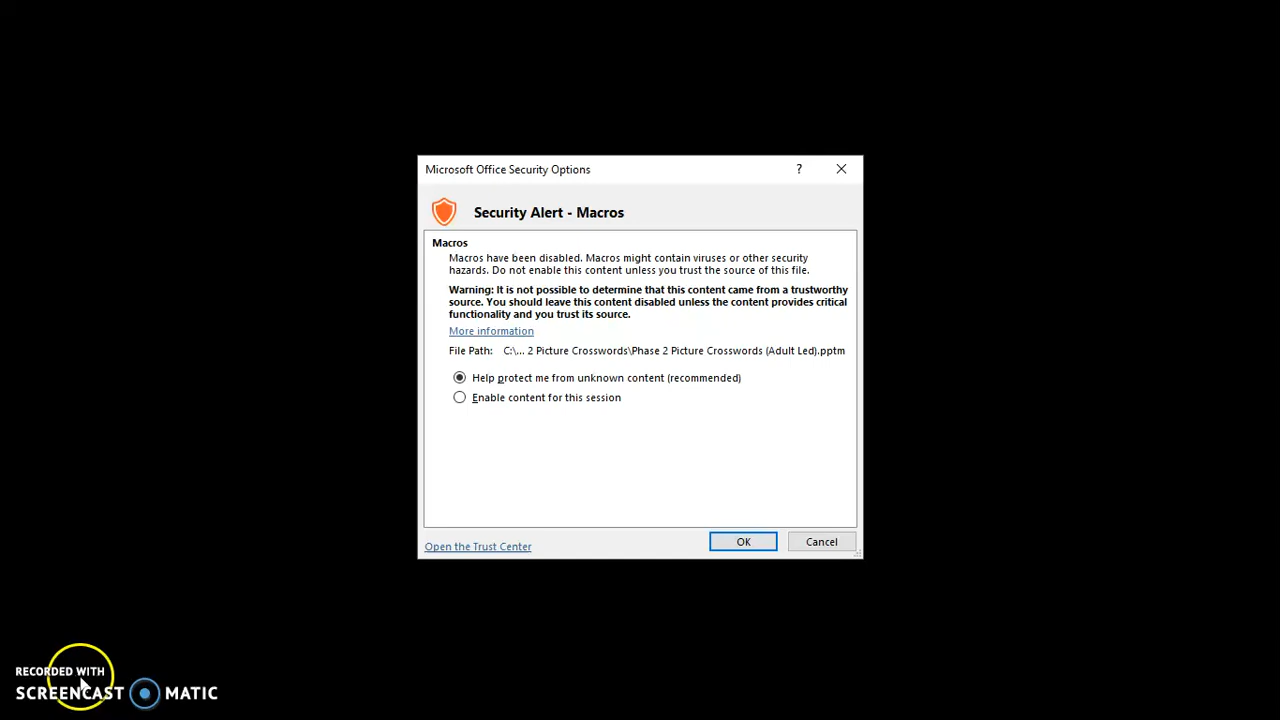 Microsoft Office Security Options
?
Security Alert - Macros
Macros
Macros have been disabled. Macros might contain viruses or other security
hazards. Do not enable this content unless you trust the source of this file.
Warning: It is not possible to determine that this content came from a trustworthy
source. You should leave this content disabled unless the content provides critical
functionality and you trust its source.
More information
File Path: C:\... 2 Picture Crosswords\Phase 2 Picture Crosswords (Adult Led).pptm
Help protect me from unknown content (recommended)
Enable content for this session
Open the Trust Center
OK
Cancel
RECORDED WITH
SCREENCAST MATIC